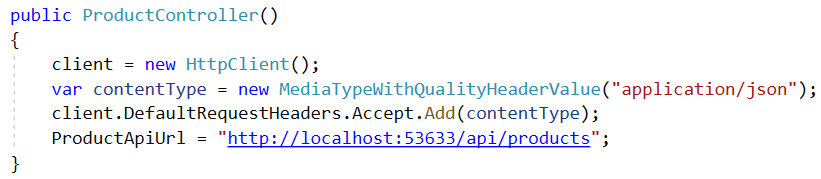 public ProductController()
{
    client = new HttpClient();
    var contentType = new MediaTypeWithQualityHeaderValue("application/json");
    client.DefaultRequestHeaders.Accept.Add(contentType);
    ProductApiUrl = "http://localhost:53633/api/products";
}